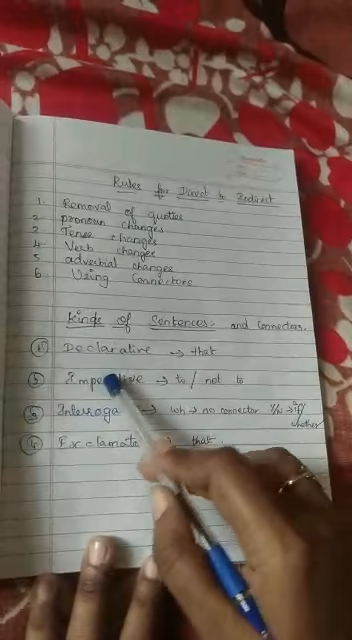 Rules for Direct & Indirect
1. Removal of quotes
2. pronoun changes
3. Tense changes
4. Verb changes
5 adverbial changes
6 Using Connectors
Kinds of Sentences: and Connectors.
① Declarative → that
② Imperative → to / not to
③ Interroga → wh → no connector Y/N → if/
whether
④ Exclamato → that